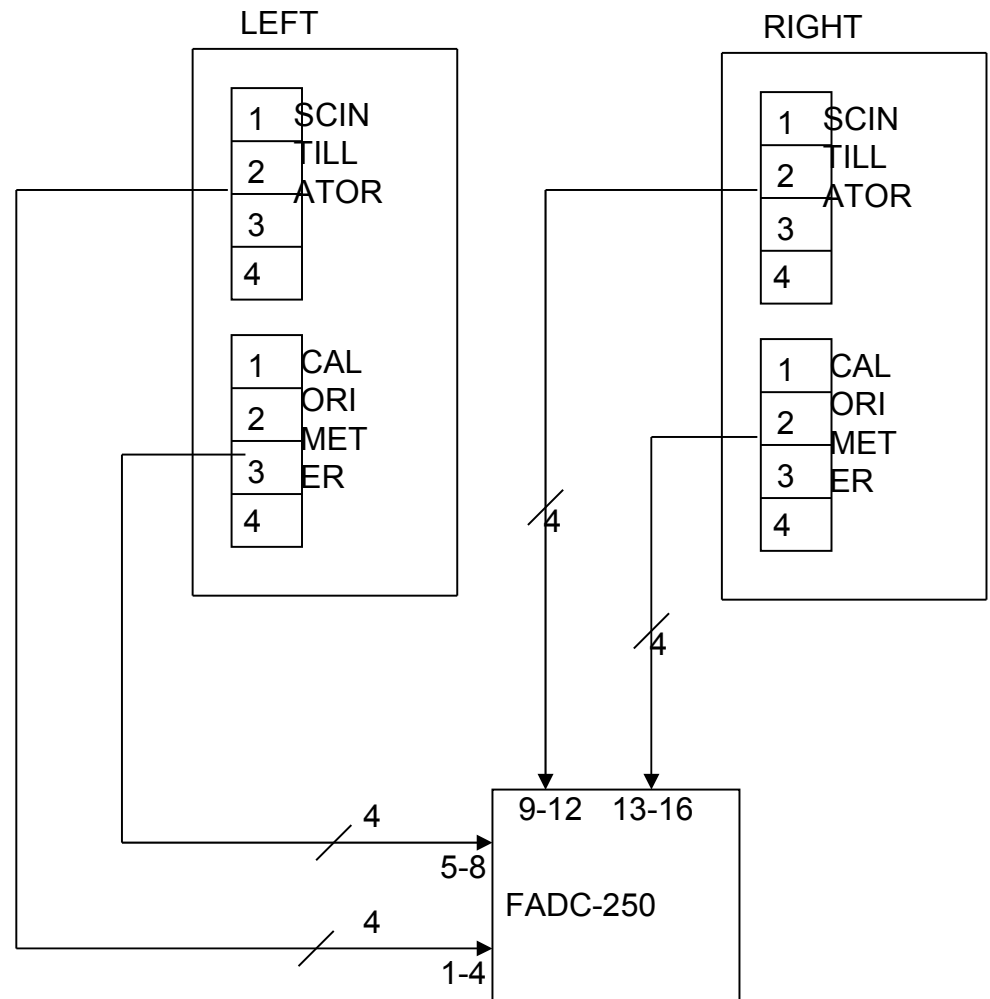 LEFT
RIGHT
1
2
3
4
SCIN
TILL
ATOR
1
2
3
4
CAL
ORI
MET
ER
1
2
3
4
SCIN
TILL
ATOR
1
2
3
4
CAL
ORI
MET
ER
4
4
9-12 13-16
4
5-8
FADC-250
4
1-4